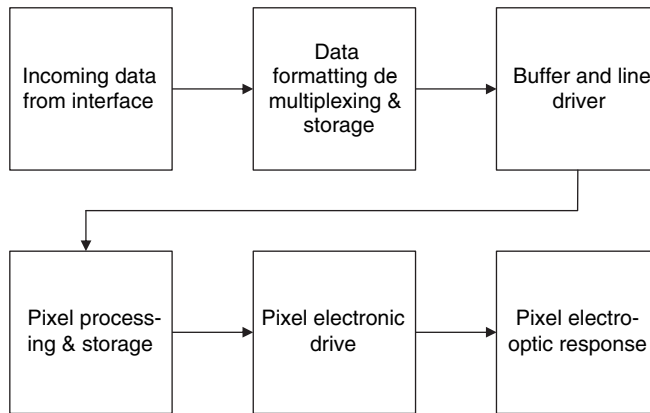 Incoming data
from interface
Data
formatting de
multiplexing &
storage
Buffer and line
driver
Pixel process-
ing & storage
Pixel electronic
drive
Pixel electro-
optic response